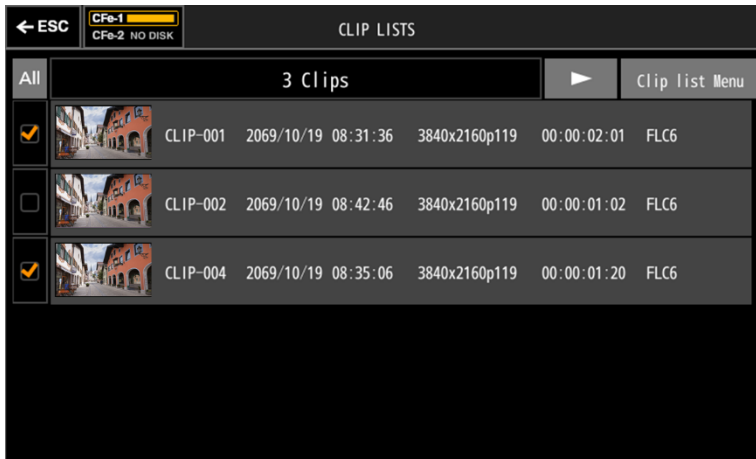 ←ESC
CFe-1
CFe-2 NO DISK
CLIP LISTS
All
3 Clips
Clip list Menu
CLIP-001 2069/10/19 08:31:36 3840x2160p119 00:00:02:01 FLC6
CLIP-002 2069/10/19 08:42:46 3840x2160p119 00:00:01:02 FLC6
CLIP-004 2069/10/19 08:35:06 3840x2160p119 00:00:01:20 FLC6